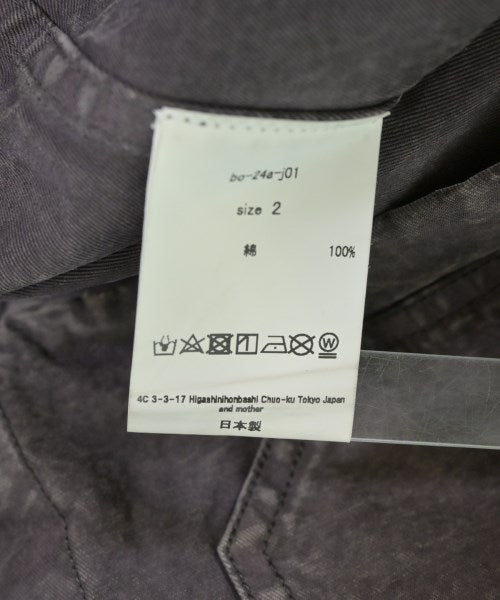 bo-24a-j01
size 2
綿 100%
W
4C 3-3-17 Higashinihonbashi Chuo-ku Tokyo Japan
and mother
日本製